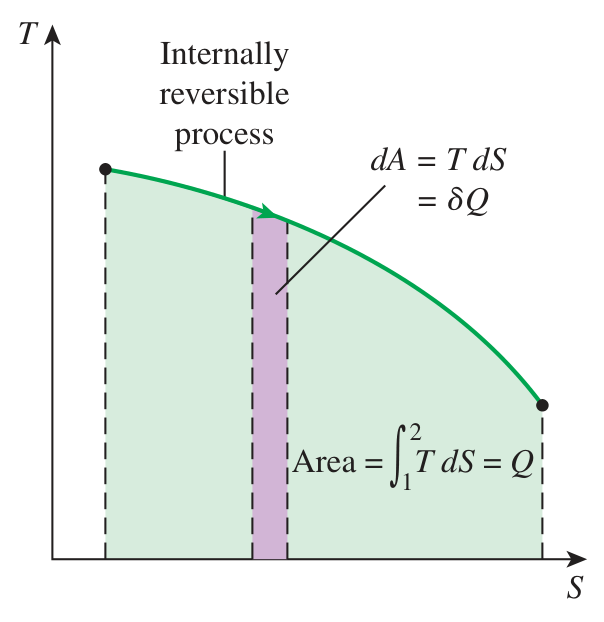 T
Internally
reversible
process
dA = T dS
= δQ
Area = ∫₁² T dS = Q
S